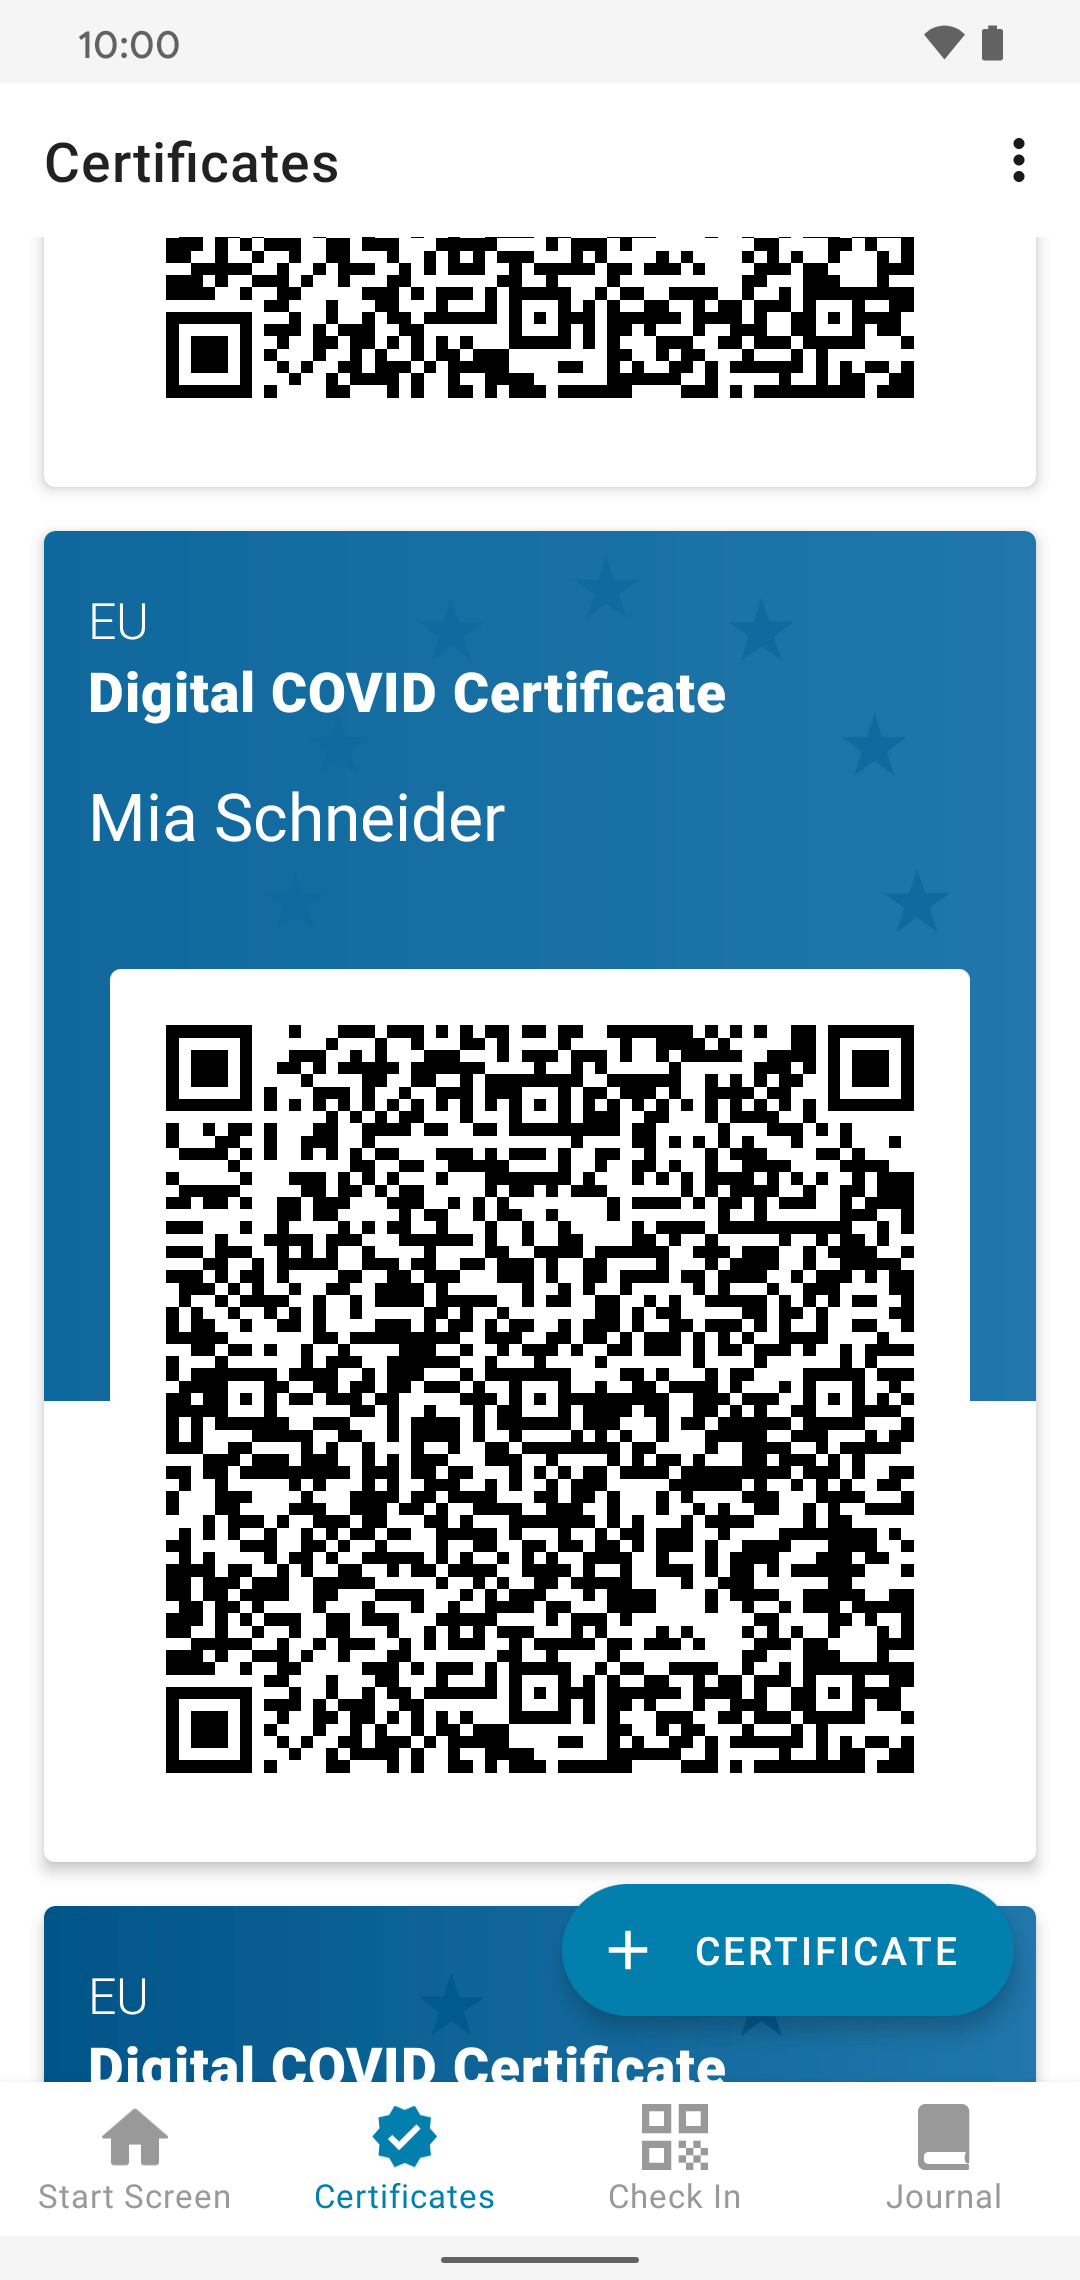 10:00
Certificates
EU
Digital COVID Certificate
Mia Schneider
CERTIFICATE
EU
Digital COVID Certificate
Start Screen
Certificates
Check In
Journal